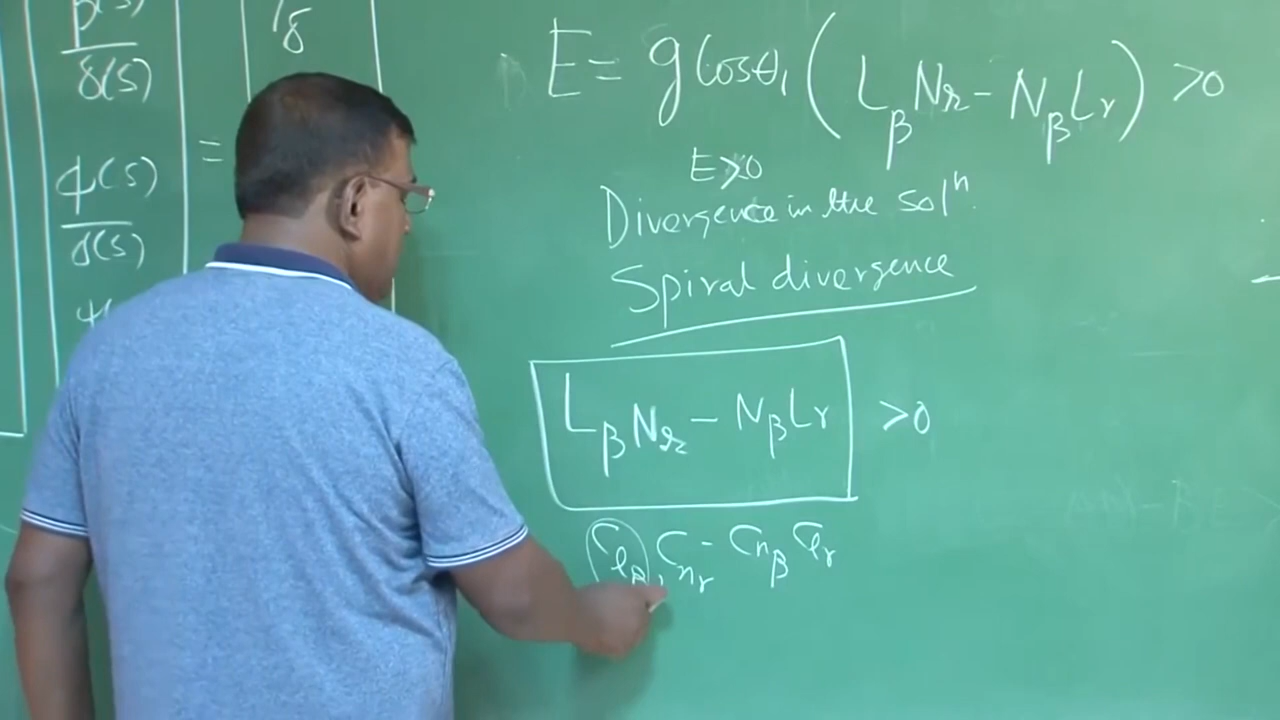 β(s)
δ(s)
1/δ
ϕ(s)
δ(s)
=
E = g Cosθ₁ ( L_β N_r - N_β L_r ) >0
E>0
Divergence in the solⁿ.
Spiral divergence
L_β N_r - N_β L_r >0
C_lβ . C_nr - C_nβ C_lr